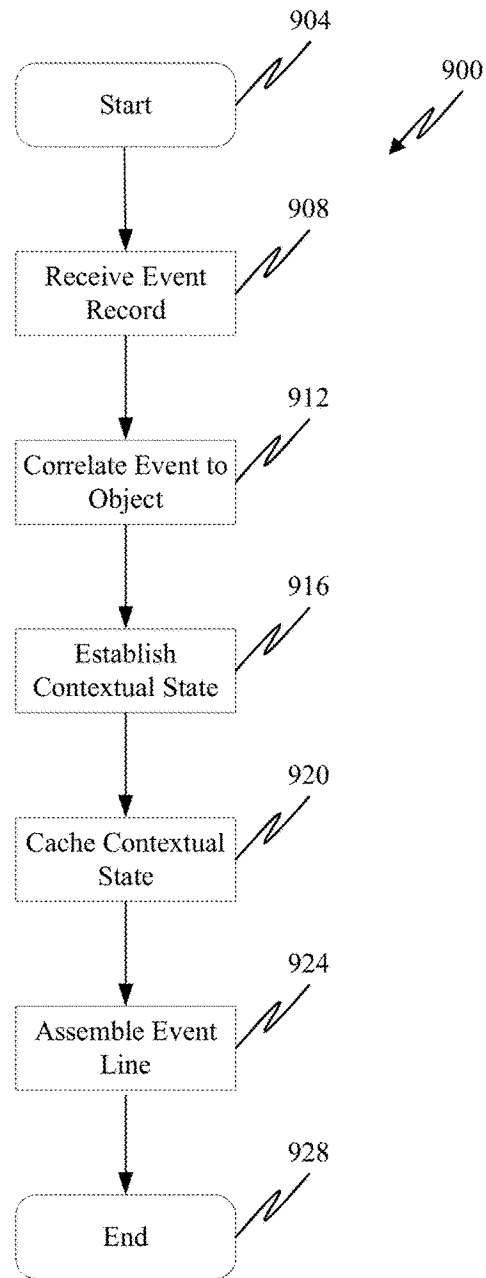 904
Start
900
908
Receive Event
Record
912
Correlate Event to
Object
916
Establish
Contextual State
920
Cache Contextual
State
924
Assemble Event
Line
928
End